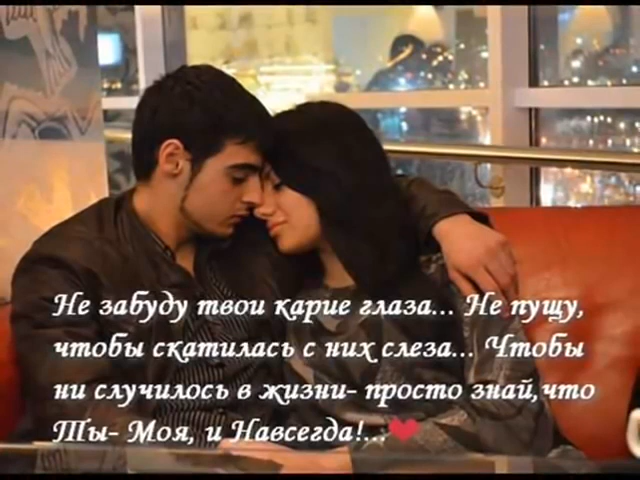 Не забуду твои карие глаза... Не пущу,
чтобы скатилась с них слеза... Чтобы
ни случилось в жизни- просто знай,что
Ты- Моя, и Навсегда!...❤